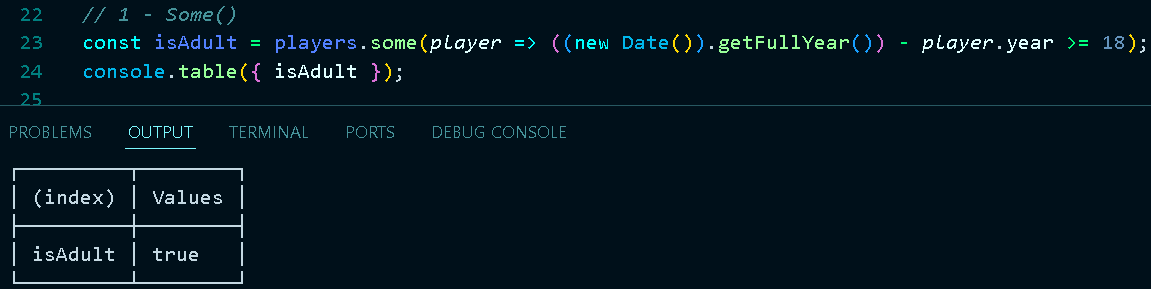 22 // 1 - Some()
23 const isAdult = players.some(player => ((new Date()).getFullYear()) - player.year >= 18);
24 console.table({ isAdult });
25
PROBLEMS OUTPUT TERMINAL PORTS DEBUG CONSOLE
(index) Values
isAdult true